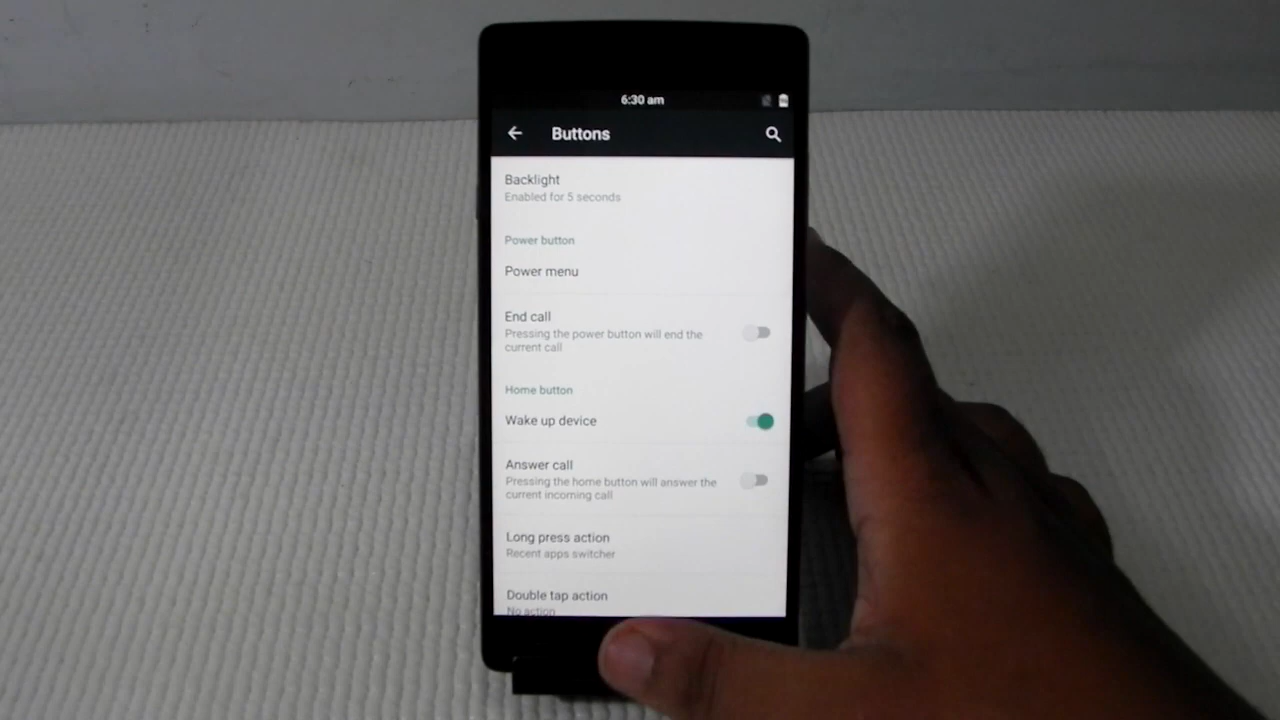 6:30 am
Buttons
Backlight
Enabled for 5 seconds
Power button
Power menu
End call
Pressing the power button will end the
current call
Home button
Wake up device
Answer call
Pressing the home button will answer the
current incoming call
Long press action
Recent apps switcher
Double tap action
No action